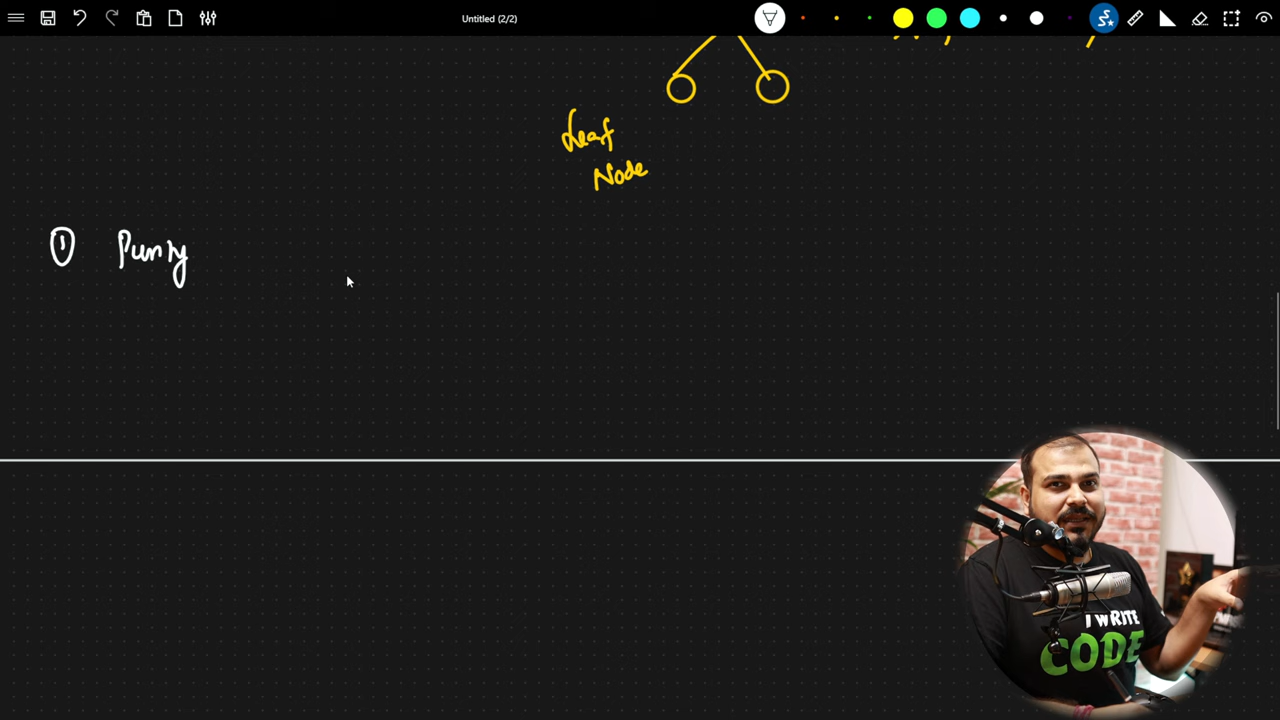 Untitled (2/2)
Leaf
Node
① Purity
I WRITE
CODE